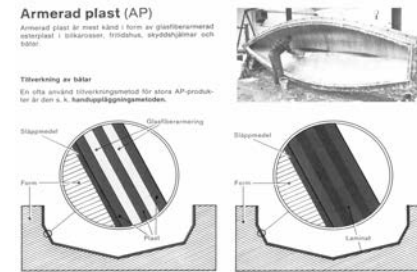 Armerad plast (AP)
Armerad plast är mest känd i form av glasfiberarmerad
esterplast i bilkarosser, fritidshus, skyddshjälmar och
båtar.
Tillverkning av båtar
En ofta använd tillverkningsmetod för stora AP-produk-
ter är den s. k. handuppläggningsmetoden.
Glasfiberarmering
Släppmedel
Form
Plast
Släppmedel
Form
Laminat